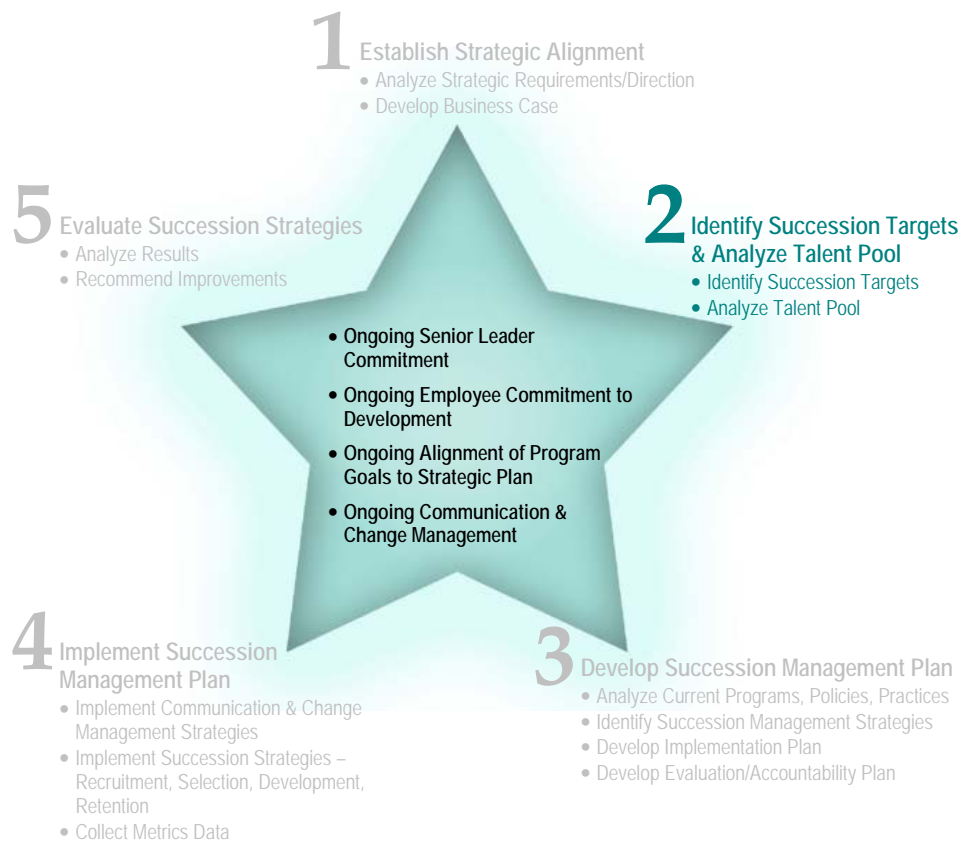 1 Establish Strategic Alignment
• Analyze Strategic Requirements/Direction
• Develop Business Case
2 Identify Succession Targets
& Analyze Talent Pool
• Identify Succession Targets
• Analyze Talent Pool
3 Develop Succession Management Plan
• Analyze Current Programs, Policies, Practices
• Identify Succession Management Strategies
• Develop Implementation Plan
• Develop Evaluation/Accountability Plan
4 Implement Succession
Management Plan
• Implement Communication & Change
Management Strategies
• Implement Succession Strategies –
Recruitment, Selection, Development,
Retention
• Collect Metrics Data
5 Evaluate Succession Strategies
• Analyze Results
• Recommend Improvements
• Ongoing Senior Leader
Commitment
• Ongoing Employee Commitment to
Development
• Ongoing Alignment of Program
Goals to Strategic Plan
• Ongoing Communication &
Change Management